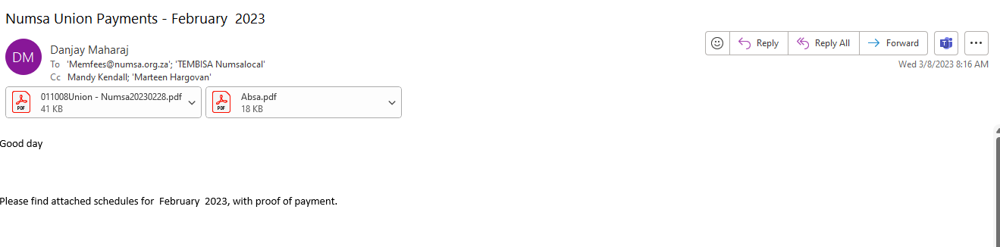 Numsa Union Payments - February  2023
DM
Danjay Maharaj
To  'Memfees@numsa.org.za'; 'TEMBISA Numsalocal'
Cc  Mandy Kendall; 'Marteen Hargovan'
Reply
Reply All
Forward
Wed 3/8/2023 8:16 AM
PDF
011008Union - Numsa20230228.pdf
41 KB
PDF
Absa.pdf
18 KB
Good day
Please find attached schedules for  February  2023, with proof of payment.